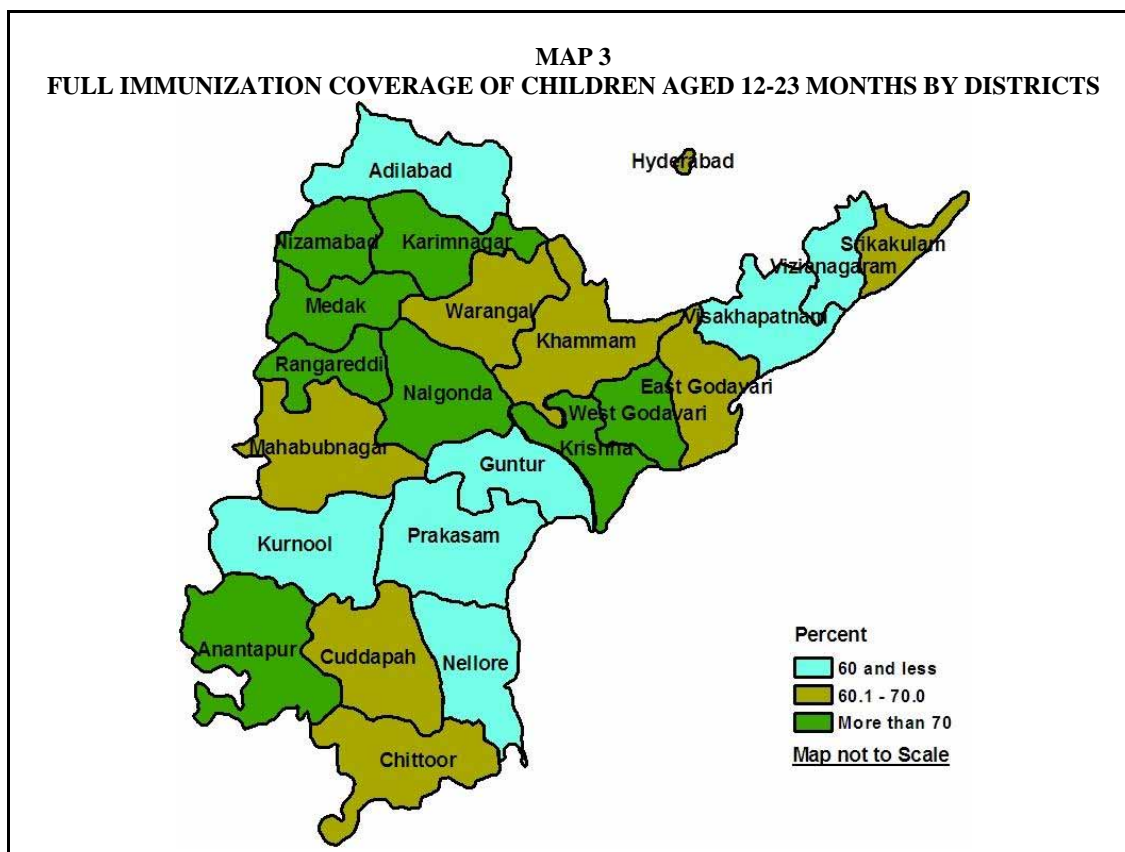 MAP 3
FULL IMMUNIZATION COVERAGE OF CHILDREN AGED 12-23 MONTHS BY DISTRICTS
Hyderabad
Adilabad
Nizamabad
Karimnagar
Srikakulam
Vizianagaram
Medak
Warangal
Visakhapatnam
Khammam
Rangareddi
Nalgonda
East Godavari
West Godavari
Mahabubnagar
Krishna
Guntur
Prakasam
Kurnool
Anantapur
Cuddapah
Nellore
Chittoor
Percent
60 and less
60.1 - 70.0
More than 70
Map not to Scale